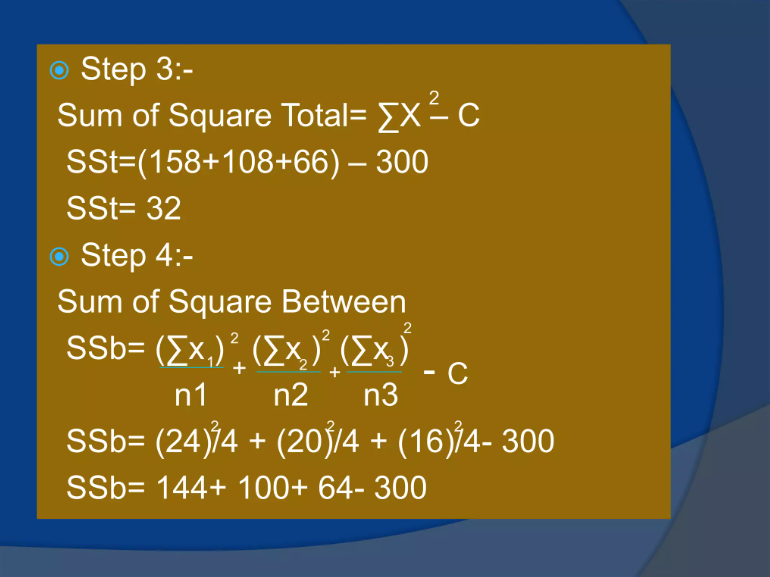 Step 3:-
Sum of Square Total= ∑X ² – C
SSt=(158+108+66) – 300
SSt= 32
Step 4:-
Sum of Square Between
SSb= (∑x₁)² + (∑x₂)² + (∑x₃)² - C
n1 n2 n3
SSb= (24)²/4 + (20)²/4 + (16)²/4- 300
SSb= 144+ 100+ 64- 300